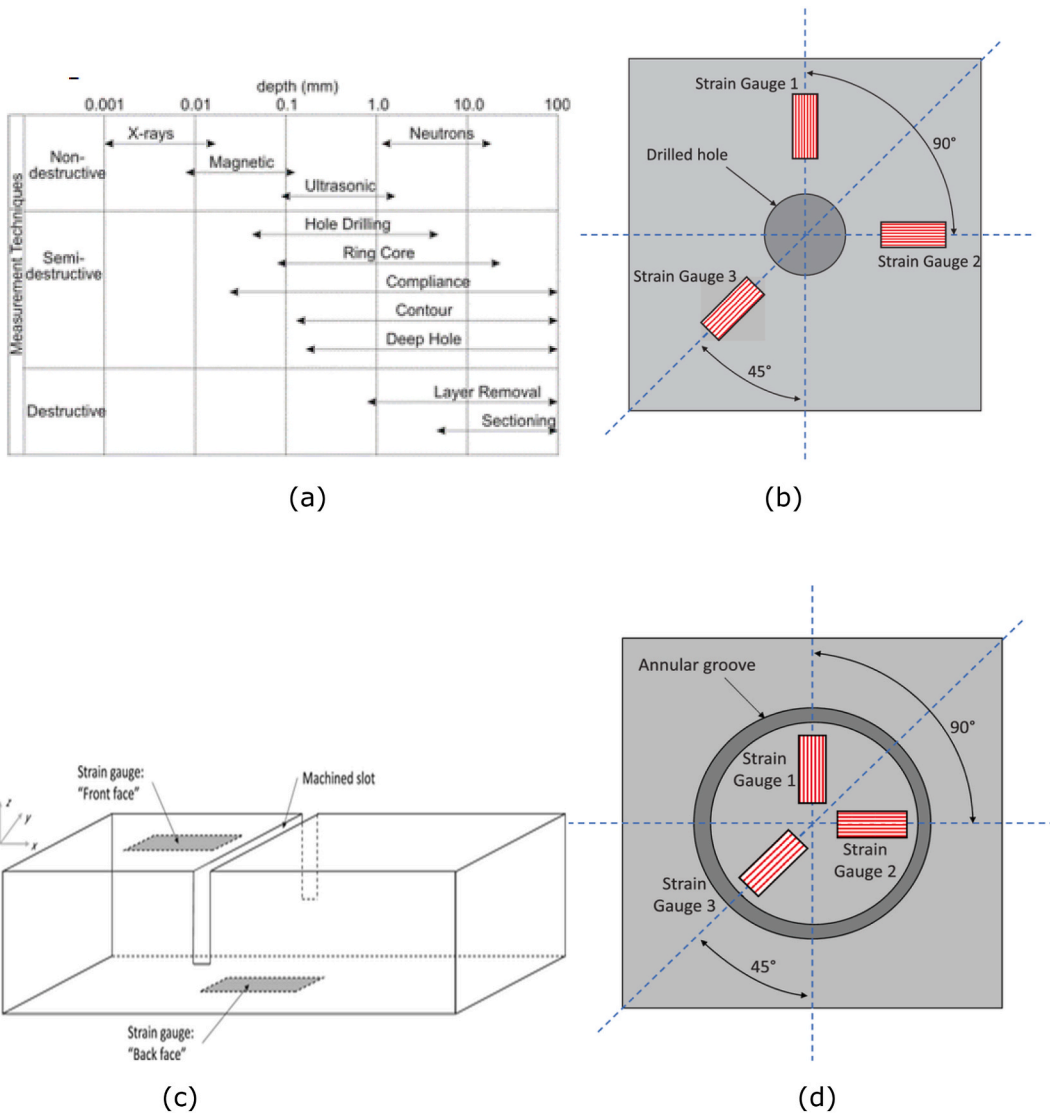 depth (mm)
0.001 0.01 0.1 1.0 10.0 100
Measurement Techniques
Non-
destructive
X-rays
Neutrons
Magnetic
Ultrasonic
Semi-
destructive
Hole Drilling
Ring Core
Compliance
Contour
Deep Hole
Destructive
Layer Removal
Sectioning
(a)
Strain Gauge 1
90°
Drilled hole
Strain Gauge 2
Strain Gauge 3
45°
(b)
Strain gauge:
"Front face"
Machined slot
z
y
x
Strain gauge:
"Back face"
(c)
Annular groove
90°
Strain
Gauge 1
Strain
Gauge 2
Strain
Gauge 3
45°
(d)